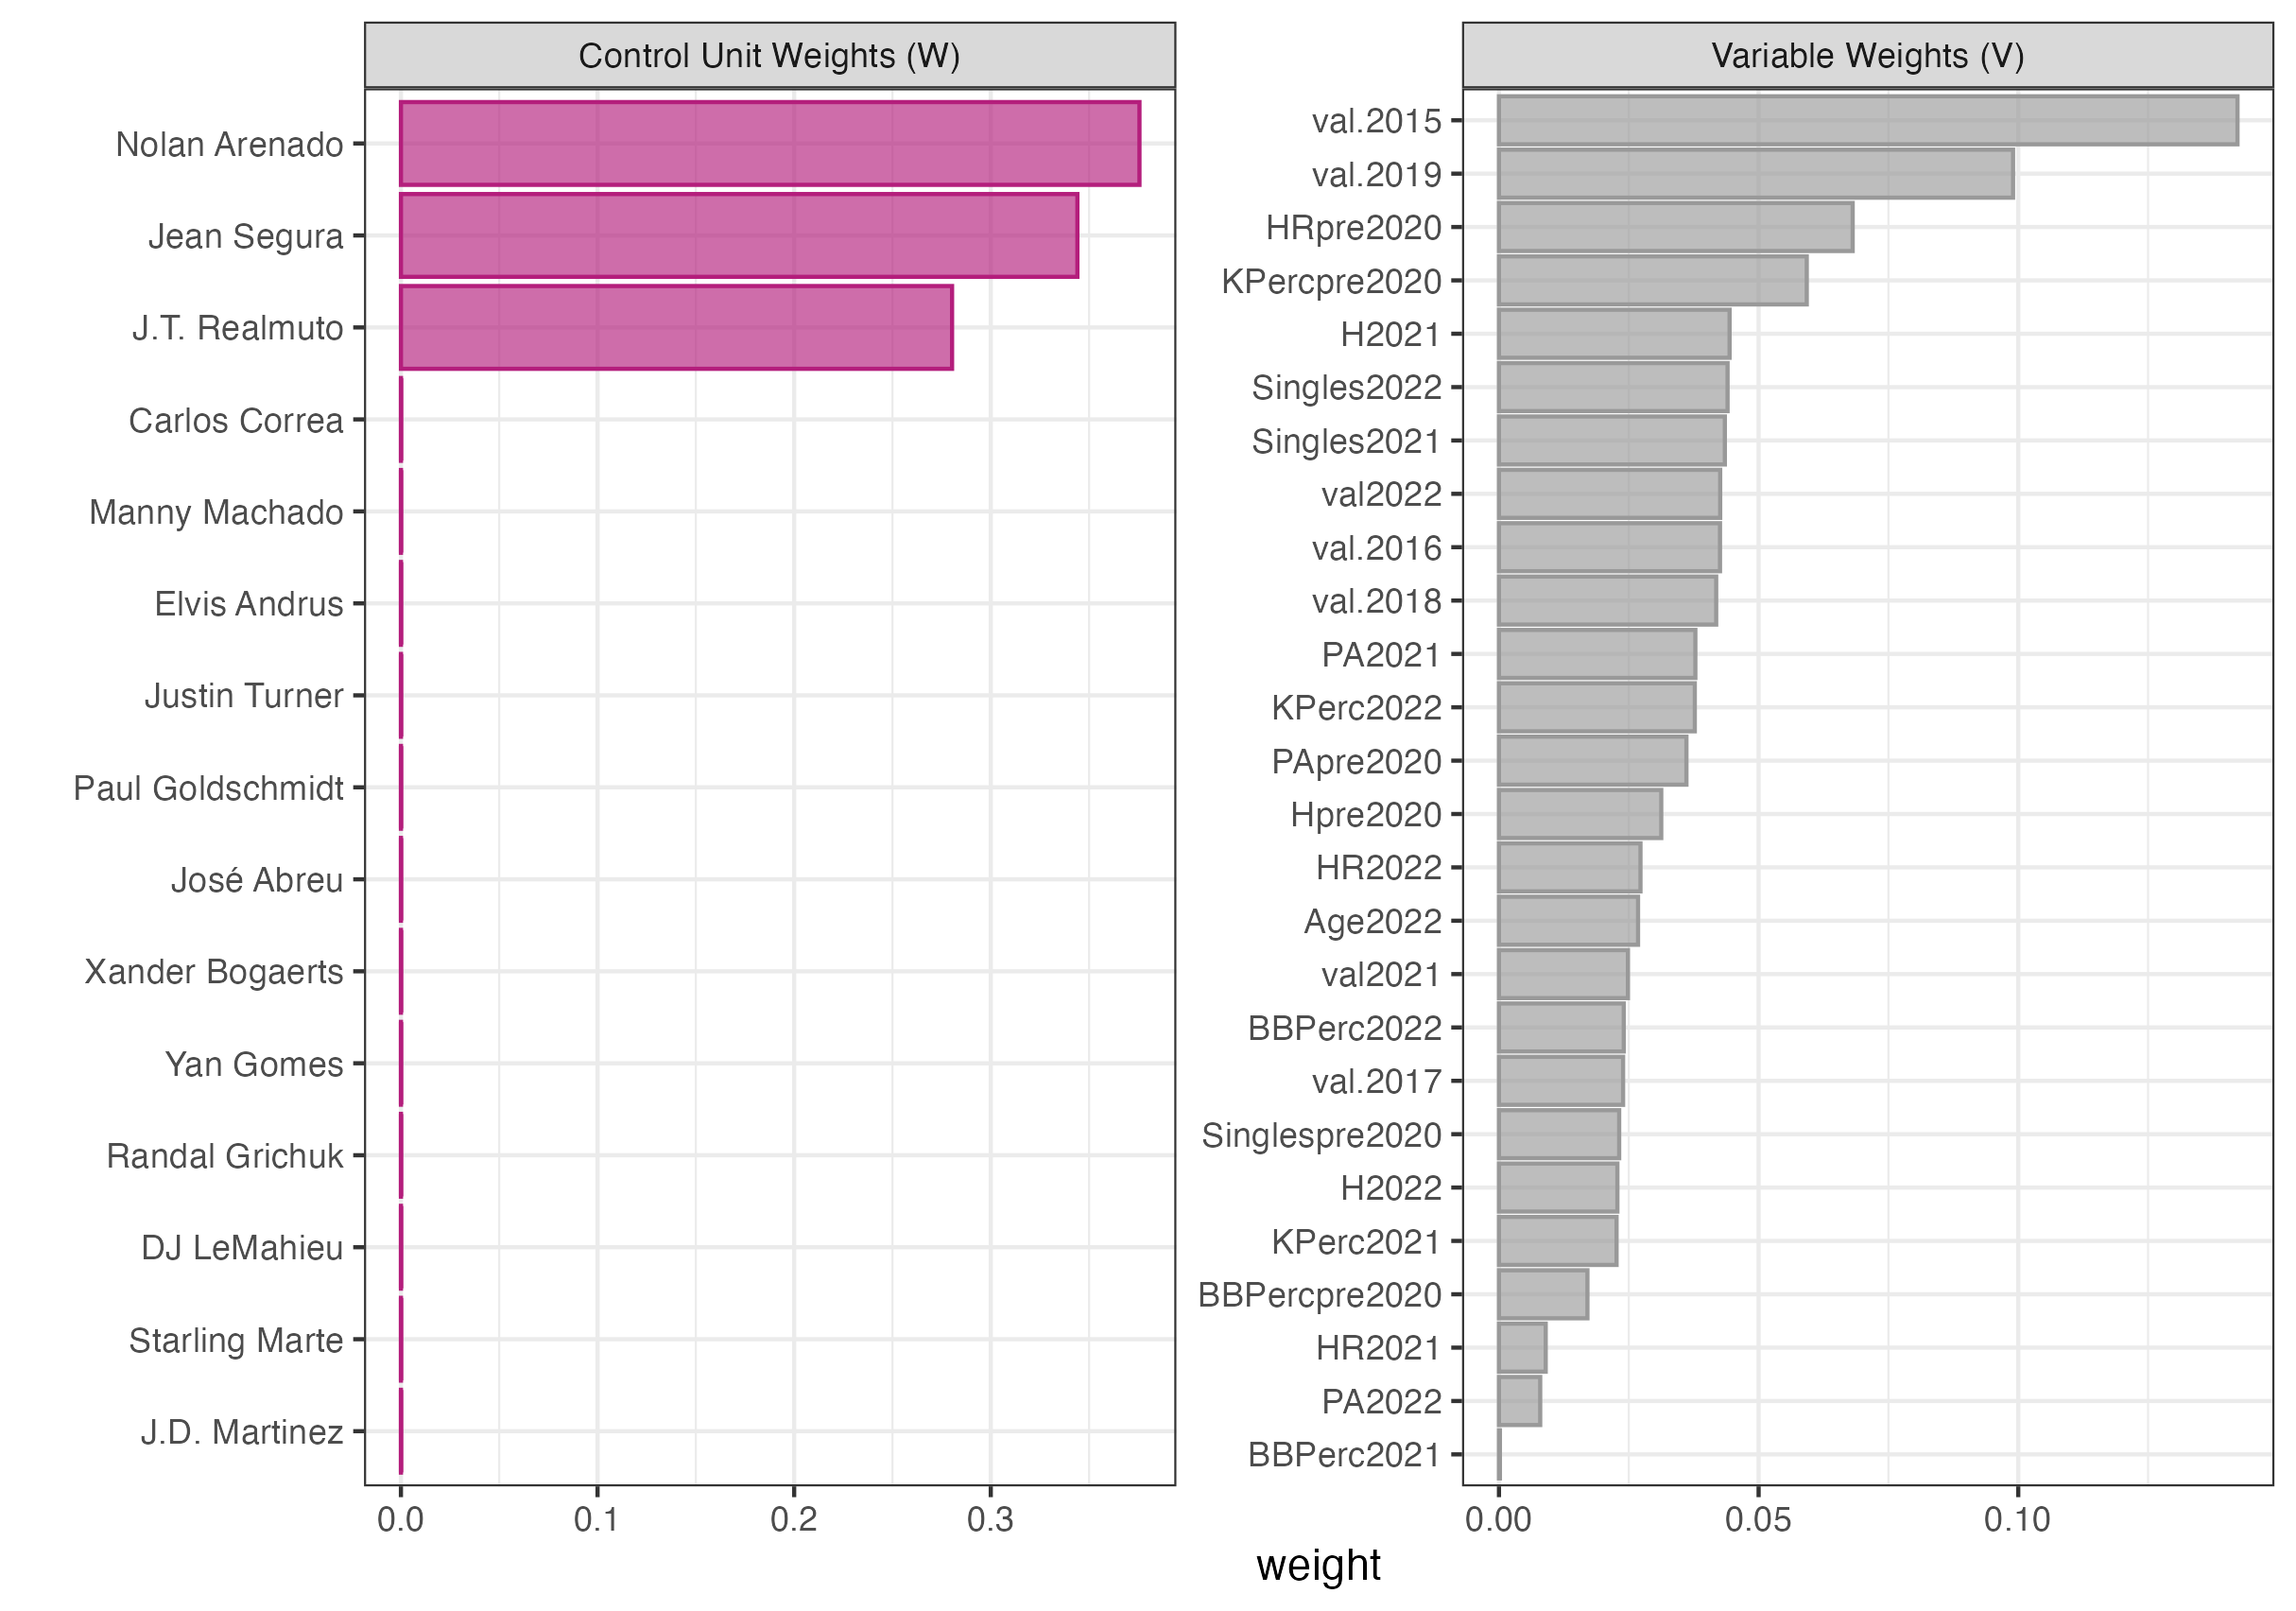 Control Unit Weights (W)
Nolan Arenado
Jean Segura
J.T. Realmuto
Carlos Correa
Manny Machado
Elvis Andrus
Justin Turner
Paul Goldschmidt
José Abreu
Xander Bogaerts
Yan Gomes
Randal Grichuk
DJ LeMahieu
Starling Marte
J.D. Martinez
0.0 0.1 0.2 0.3
Variable Weights (V)
val.2015
val.2019
HRpre2020
KPercpre2020
H2021
Singles2022
Singles2021
val2022
val.2016
val.2018
PA2021
KPerc2022
PApre2020
Hpre2020
HR2022
Age2022
val2021
BBPerc2022
val.2017
Singlespre2020
H2022
KPerc2021
BBPercpre2020
HR2021
PA2022
BBPerc2021
0.00 0.05 0.10
weight